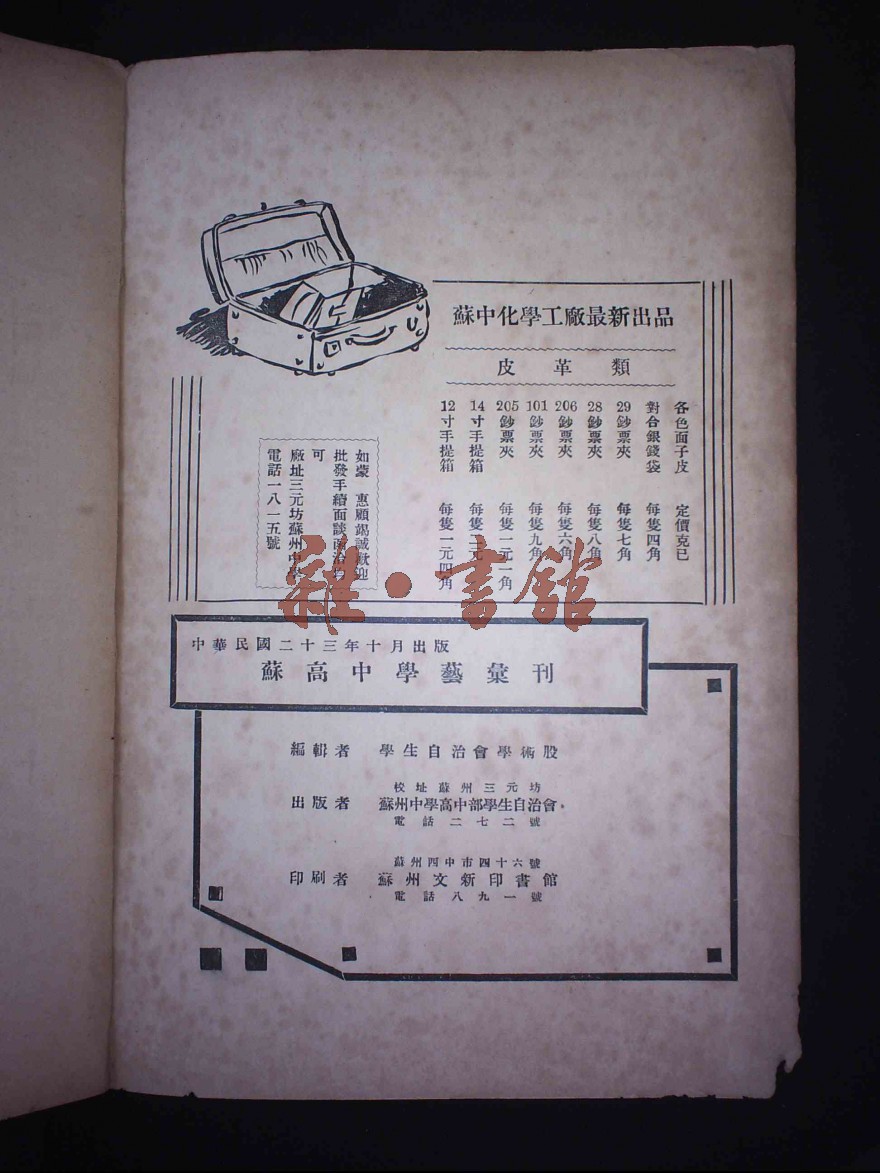 蘇中化學工廠最新出品
皮革類
各色面子皮 定價克已
對合銀錢袋 每隻四角
29鈔票夾 每隻七角
28鈔票夾 每隻八角
206鈔票夾 每隻六角
101鈔票夾 每隻九角
205鈔票夾 每隻一元一角
14寸手提箱 每隻二元
12寸手提箱 每隻一元四角
如蒙 惠顧竭誠歡迎
批發手續面談函洽均
可
廠址三元坊蘇州中學
電話一八一五號
雜·書館
中華民國二十三年十月出版
蘇高中學藝彙刊
編輯者 學生自治會學術股
校址蘇州三元坊
出版者 蘇州中學高中部學生自治會
電話二七二號
蘇州四中市四十六號
印刷者 蘇州文新印書館
電話八九一號